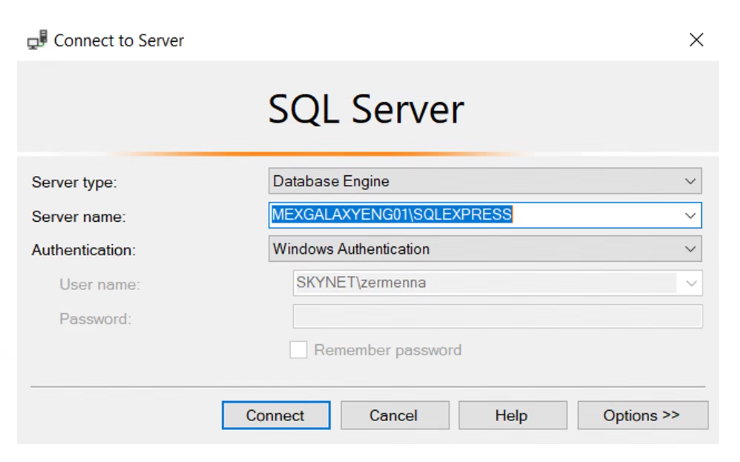 Connect to Server
SQL Server
Server type: Database Engine
Server name: MEXGALAXYENG01\SQLEXPRESS
Authentication: Windows Authentication
User name: SKYNET\zermenna
Password:
Remember password
Connect Cancel Help Options >>